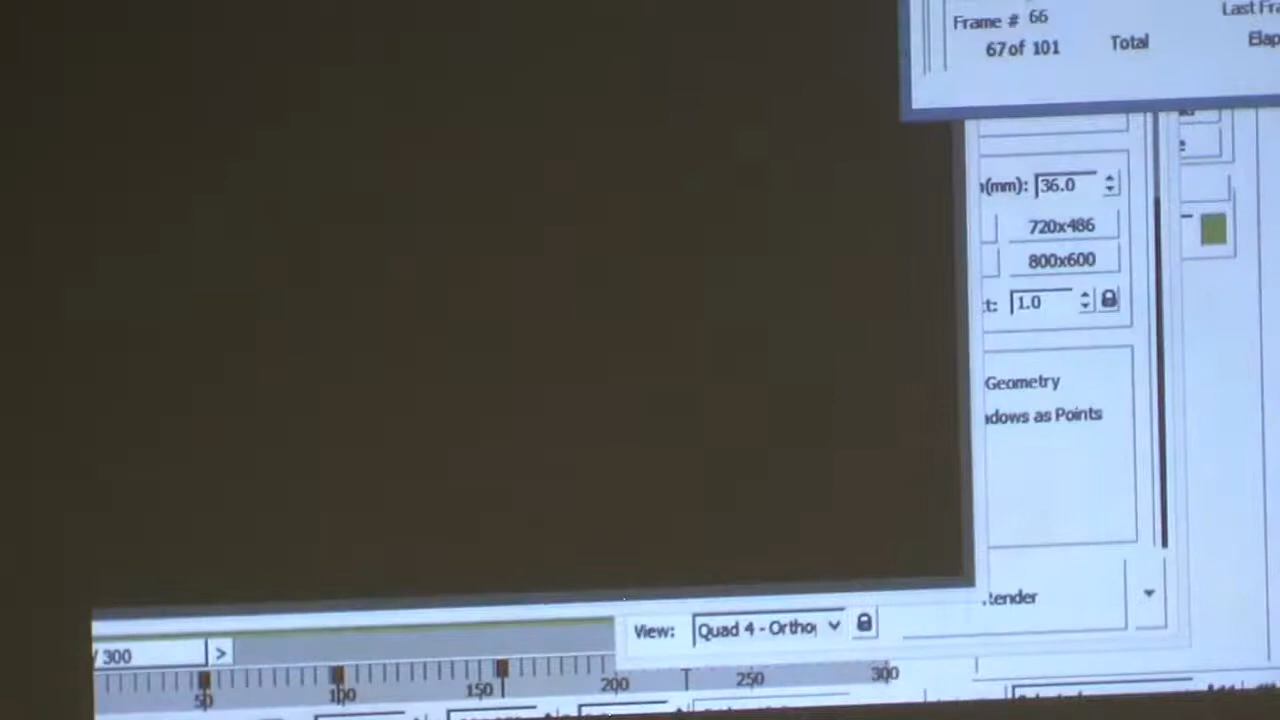 Frame # 66
Last Fra
67 of 101
Total
Elap
(mm): 36.0
720x486
800x600
t: 1.0
Geometry
dows as Points
Render
View: Quad 4 - Ortho
/ 300 >
50 100 150 200 250 300